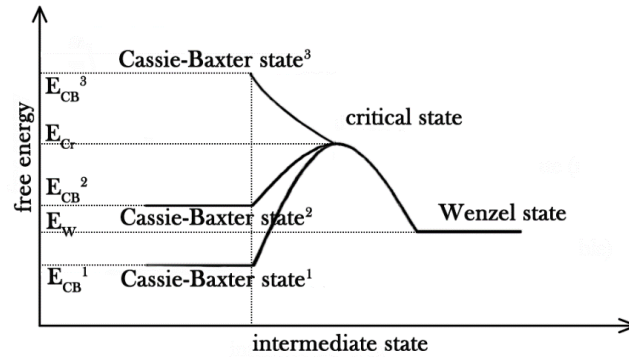 Cassie-Baxter state³
E_CB³
critical state
E_Cr
E_CB²
Cassie-Baxter state²
Wenzel state
E_W
E_CB¹
Cassie-Baxter state¹
free energy
intermediate state